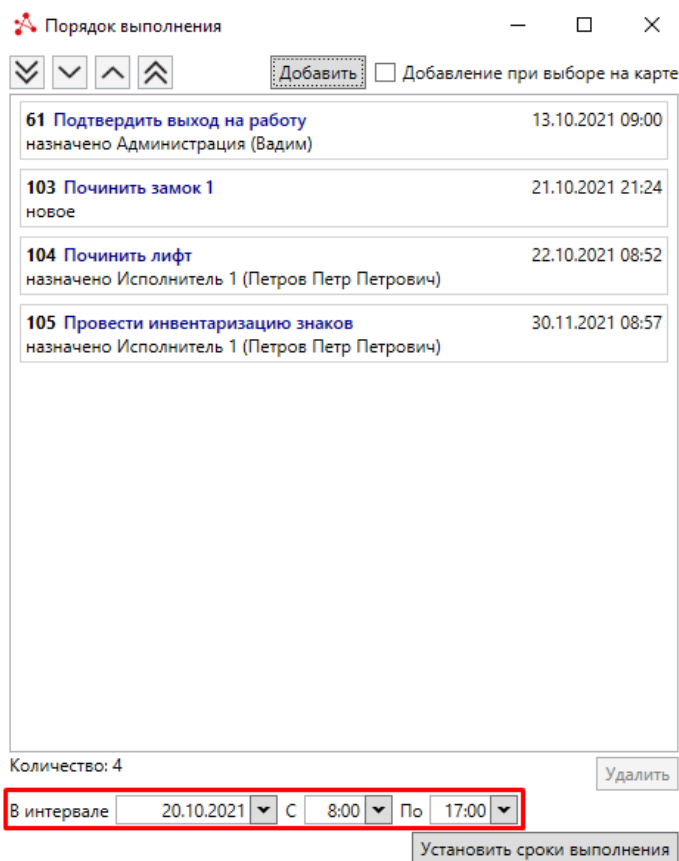 Порядок выполнения
Добавить Добавление при выборе на карте
61 Подтвердить выход на работу 13.10.2021 09:00
назначено Администрация (Вадим)
103 Починить замок 1 21.10.2021 21:24
новое
104 Починить лифт 22.10.2021 08:52
назначено Исполнитель 1 (Петров Петр Петрович)
105 Провести инвентаризацию знаков 30.11.2021 08:57
назначено Исполнитель 1 (Петров Петр Петрович)
Количество: 4
Удалить
В интервале 20.10.2021 С 8:00 По 17:00
Установить сроки выполнения